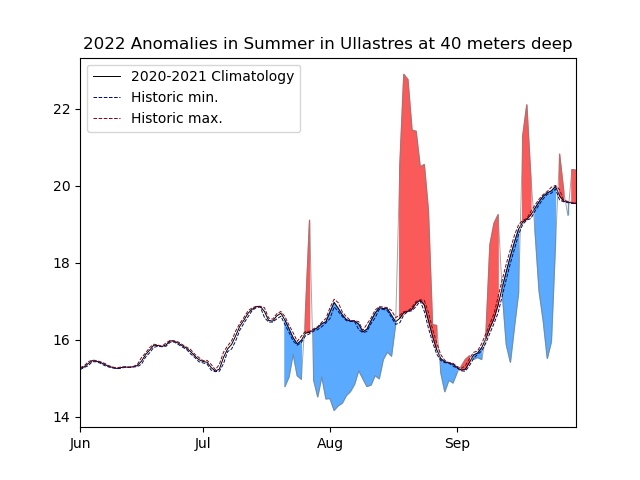 2022 Anomalies in Summer in Ullastres at 40 meters deep
2020-2021 Climatology
Historic min.
Historic max.
22
20
18
16
14
Jun Jul Aug Sep